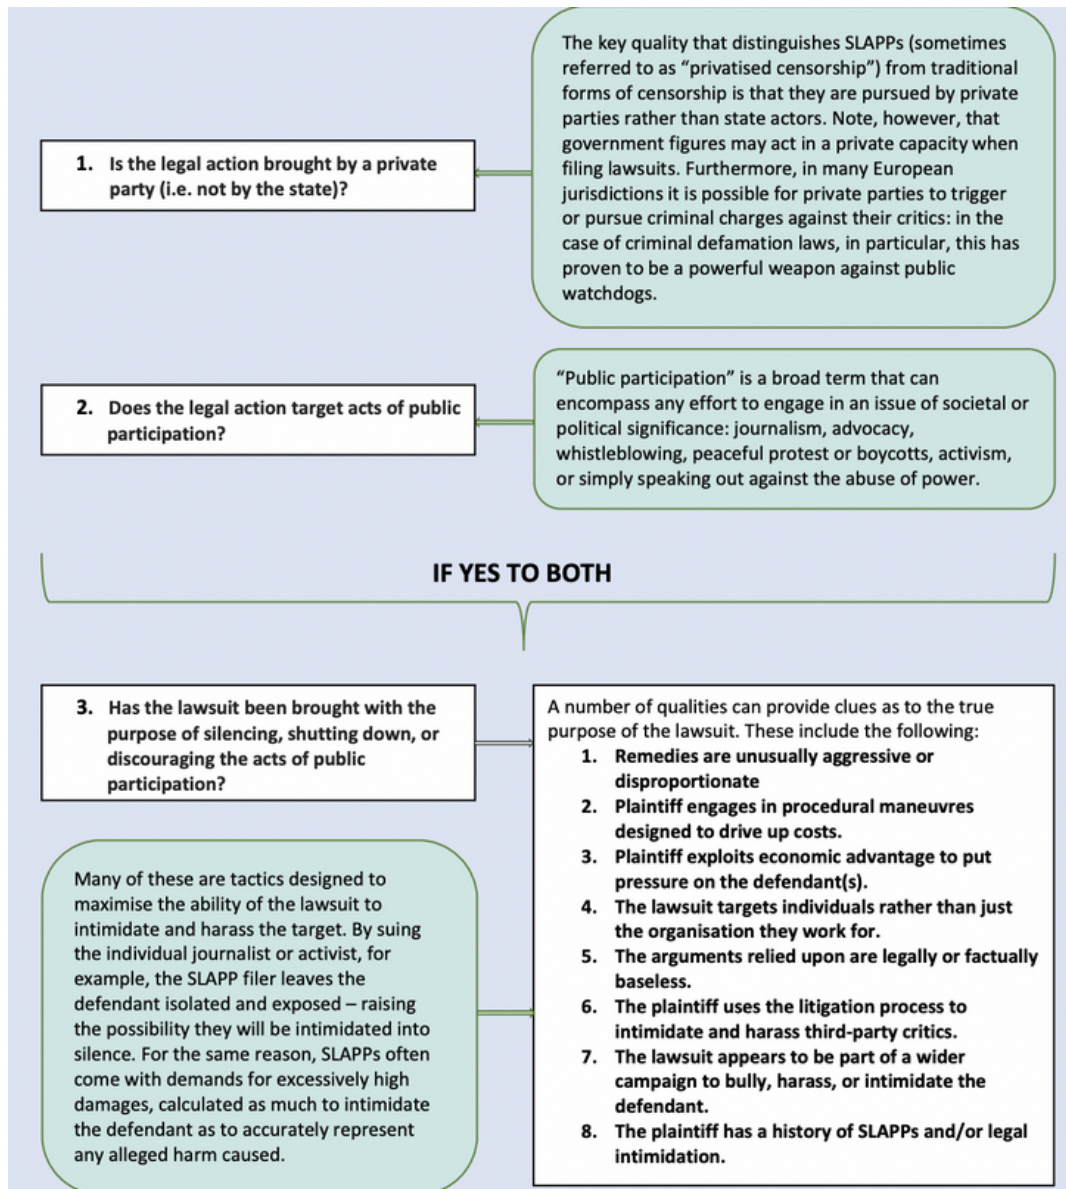 The key quality that distinguishes SLAPPs (sometimes
referred to as “privatised censorship”) from traditional
forms of censorship is that they are pursued by private
parties rather than state actors. Note, however, that
government figures may act in a private capacity when
filing lawsuits. Furthermore, in many European
jurisdictions it is possible for private parties to trigger
or pursue criminal charges against their critics: in the
case of criminal defamation laws, in particular, this has
proven to be a powerful weapon against public
watchdogs.
1. Is the legal action brought by a private
party (i.e. not by the state)?
“Public participation” is a broad term that can
encompass any effort to engage in an issue of societal or
political significance: journalism, advocacy,
whistleblowing, peaceful protest or boycotts, activism,
or simply speaking out against the abuse of power.
2. Does the legal action target acts of public
participation?
IF YES TO BOTH
3. Has the lawsuit been brought with the
purpose of silencing, shutting down, or
discouraging the acts of public
participation?
A number of qualities can provide clues as to the true
purpose of the lawsuit. These include the following:
1. Remedies are unusually aggressive or
disproportionate
2. Plaintiff engages in procedural maneuvres
designed to drive up costs.
3. Plaintiff exploits economic advantage to put
pressure on the defendant(s).
4. The lawsuit targets individuals rather than just
the organisation they work for.
5. The arguments relied upon are legally or factually
baseless.
6. The plaintiff uses the litigation process to
intimidate and harass third-party critics.
7. The lawsuit appears to be part of a wider
campaign to bully, harass, or intimidate the
defendant.
8. The plaintiff has a history of SLAPPs and/or legal
intimidation.
Many of these are tactics designed to
maximise the ability of the lawsuit to
intimidate and harass the target. By suing
the individual journalist or activist, for
example, the SLAPP filer leaves the
defendant isolated and exposed – raising
the possibility they will be intimidated into
silence. For the same reason, SLAPPs often
come with demands for excessively high
damages, calculated as much to intimidate
the defendant as to accurately represent
any alleged harm caused.